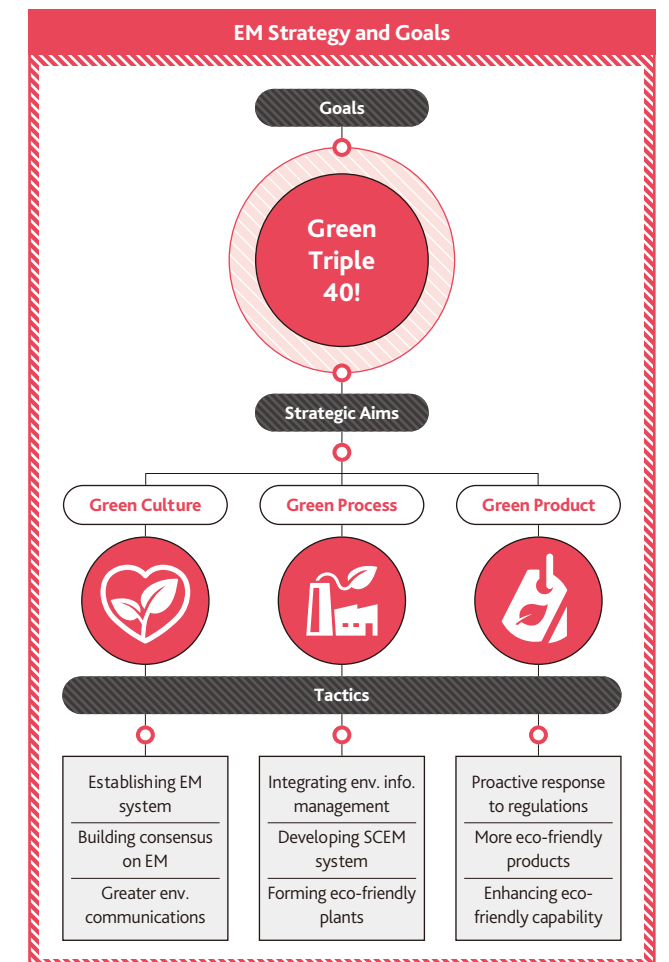 EM Strategy and Goals
Goals
Green
Triple
40!
Strategic Aims
Green Culture
Green Process
Green Product
Tactics
Establishing EM
system
Building consensus
on EM
Greater env.
communications
Integrating env. info.
management
Developing SCEM
system
Forming eco-friendly
plants
Proactive response
to regulations
More eco-friendly
products
Enhancing eco-
friendly capability